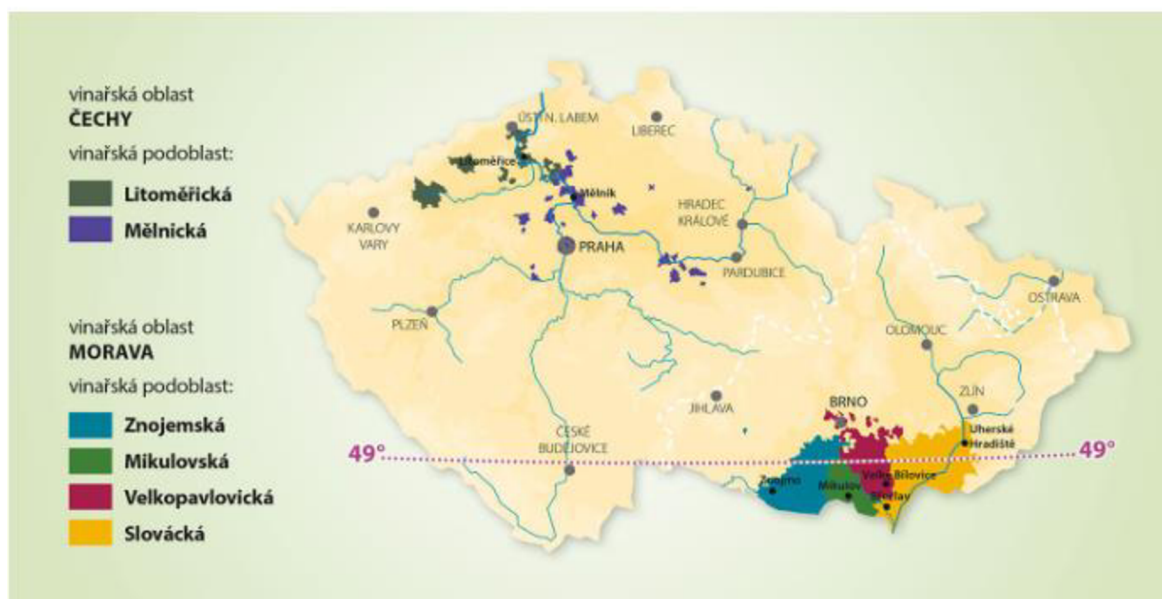 vinařská oblast
ČECHY
vinařská podoblast:
Litoměřická
Mělnická
vinařská oblast
MORAVA
vinařská podoblast:
Znojemská
Mikulovská
Velkopavlovická
Slovácká
ÚSTÍ N. LABEM
LIBEREC
Litoměřice
Mělník
KARLOVY
VARY
HRADEC
KRÁLOVÉ
PRAHA
PARDUBICE
OSTRAVA
PLZEŇ
OLOMOUC
JIHLAVA
BRNO
ZLÍN
ČESKÉ
BUDĚJOVICE
Uherské
Hradiště
49°
49°
Znojmo
Mikulov
Velké Bílovice
Břeclav